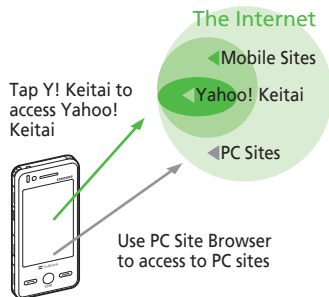 The Internet
Mobile Sites
Tap Y! Keitai to
access Yahoo!
Keitai
Yahoo! Keitai
PC Sites
Use PC Site Browser
to access to PC sites